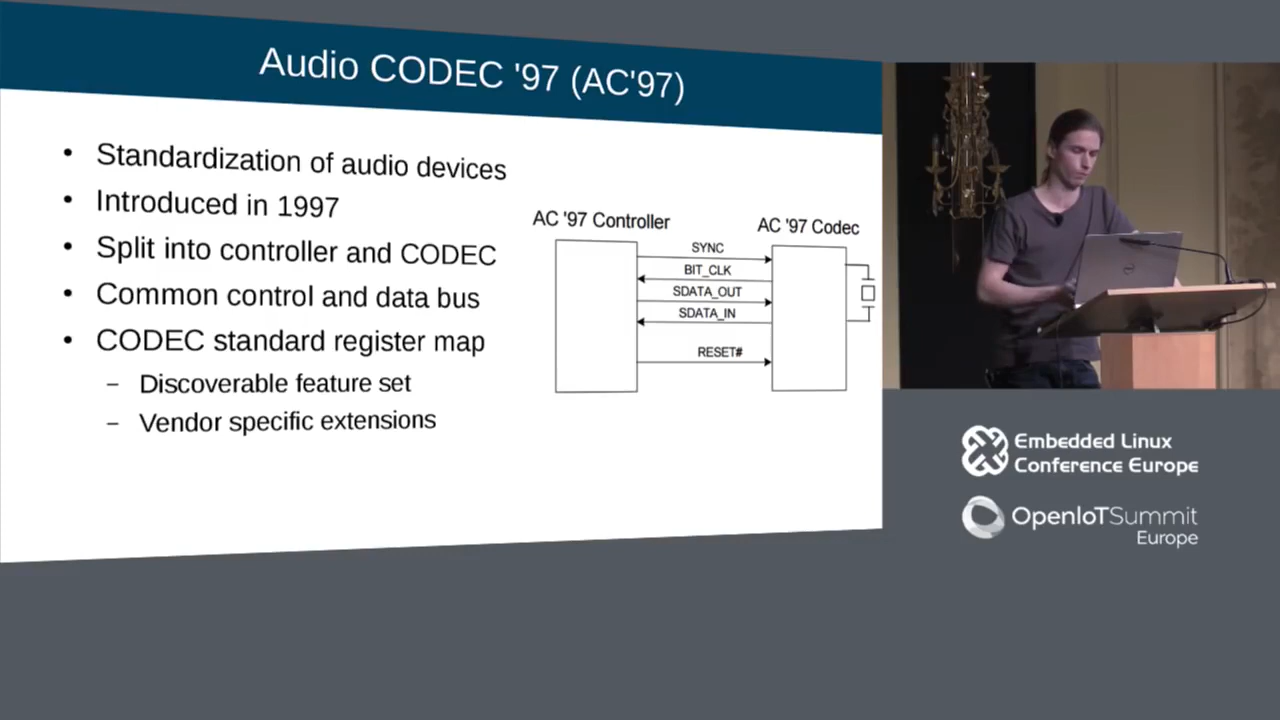 Audio CODEC '97 (AC'97)
• Standardization of audio devices
• Introduced in 1997
• Split into controller and CODEC
• Common control and data bus
• CODEC standard register map
– Discoverable feature set
– Vendor specific extensions
AC '97 Controller
AC '97 Codec
SYNC
BIT_CLK
SDATA_OUT
SDATA_IN
RESET#
Embedded Linux
Conference Europe
OpenIoTSummit
Europe